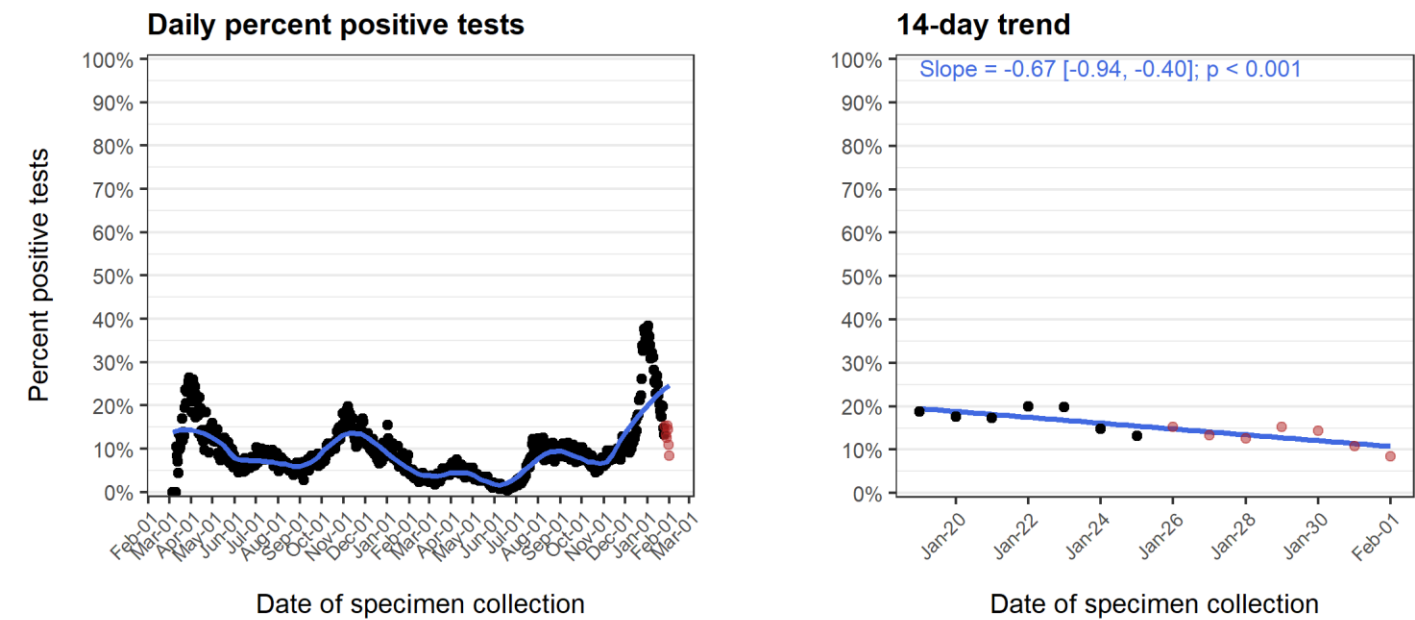 Daily percent positive tests
Percent positive tests
100%
90%
80%
70%
60%
50%
40%
30%
20%
10%
0%
Feb-01
Mar-01
Apr-01
May-01
Jun-01
Jul-01
Aug-01
Sep-01
Oct-01
Nov-01
Dec-01
Jan-01
Feb-01
Mar-01
Apr-01
May-01
Jun-01
Jul-01
Aug-01
Sep-01
Oct-01
Nov-01
Dec-01
Jan-01
Feb-01
Mar-01
Date of specimen collection
14-day trend
Slope = -0.67 [-0.94, -0.40]; p < 0.001
100%
90%
80%
70%
60%
50%
40%
30%
20%
10%
0%
Jan-20
Jan-22
Jan-24
Jan-26
Jan-28
Jan-30
Feb-01
Date of specimen collection